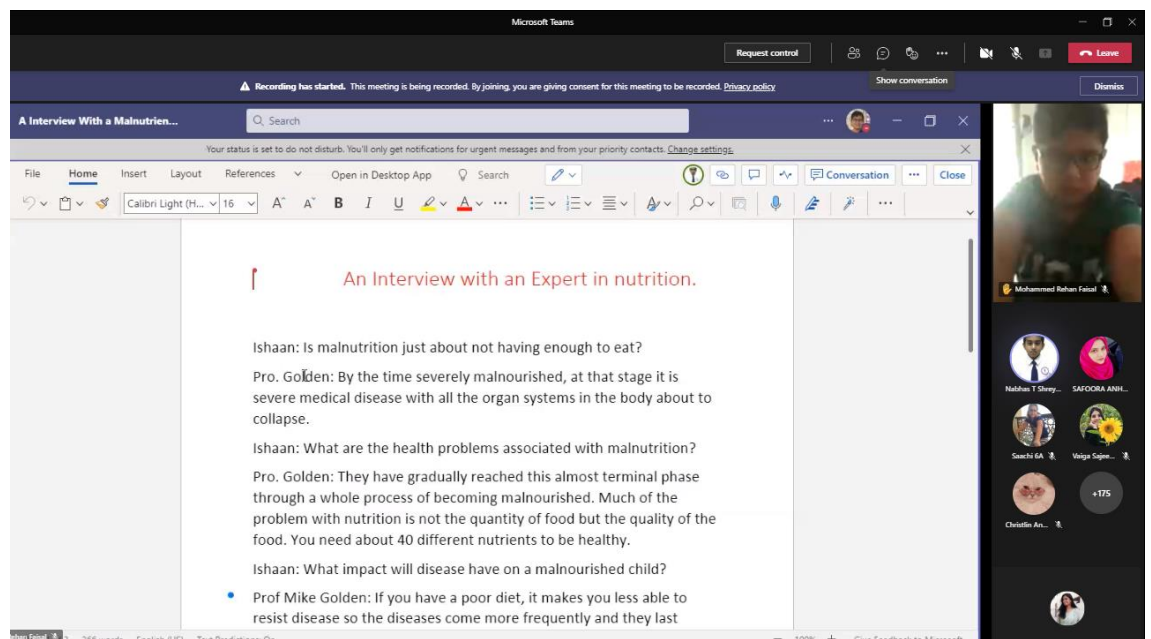 Microsoft Teams
Request control
Leave
Show conversation
Recording has started. This meeting is being recorded. By joining, you are giving consent for this meeting to be recorded. Privacy policy
Dismiss
A Interview With a Malnutrien...
Search
Your status is set to do not disturb. You'll only get notifications for urgent messages and from your priority contacts. Change settings.
File Home Insert Layout References Open in Desktop App Search Conversation Close
Calibri Light (H... 16 A A B I U A
An Interview with an Expert in nutrition.
Ishaan: Is malnutrition just about not having enough to eat?
Pro. Golden: By the time severely malnourished, at that stage it is
severe medical disease with all the organ systems in the body about to
collapse.
Ishaan: What are the health problems associated with malnutrition?
Pro. Golden: They have gradually reached this almost terminal phase
through a whole process of becoming malnourished. Much of the
problem with nutrition is not the quantity of food but the quality of the
food. You need about 40 different nutrients to be healthy.
Ishaan: What impact will disease have on a malnourished child?
Prof Mike Golden: If you have a poor diet, it makes you less able to
resist disease so the diseases come more frequently and they last
Mohammed Rehan Faisal
Nabhas T Shrey... SAFOORA ANH...
Saachi 6A Vaiga Sajee...
+175
Christlin An...